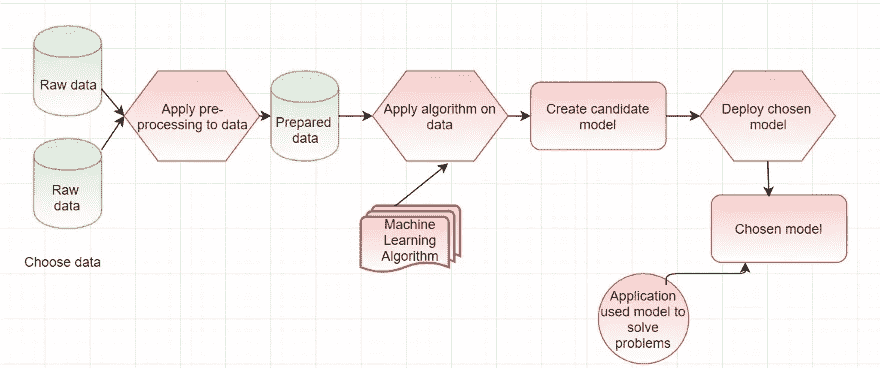 Raw data
Raw
data
Choose data
Apply pre-
processing to data
Prepared
data
Apply algorithm on
data
Machine
Learning
Algorithm
Create candidate
model
Deploy chosen
model
Chosen model
Application
used model to
solve
problems